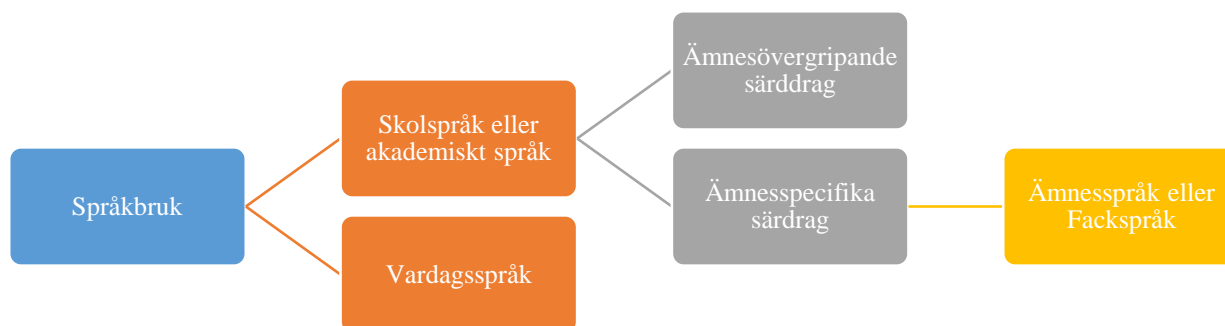 Språkbruk
Skolspråk eller
akademiskt språk
Vardagsspråk
Ämnesövergripande
särddrag
Ämnesspecifika
särdrag
Ämnesspråk eller
Fackspråk